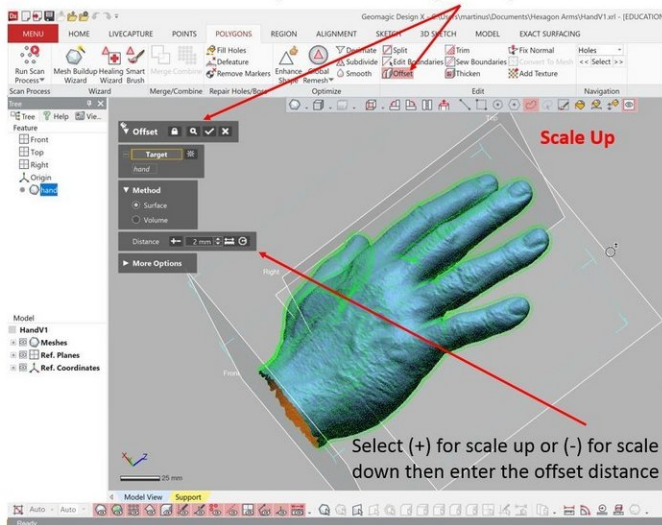 Geomagic Design X - C:\Users\martinus\Documents\Hexagon Arms\HandV1.xrl - [EDUCATION
MENU HOME LIVECAPTURE POINTS POLYGONS REGION ALIGNMENT SKETCH 3D SKETCH MODEL EXACT SURFACING
Run Scan Process
Mesh Buildup Wizard
Healing Wizard
Smart Brush
Merge/Combine
Fill Holes
Defeature
Remove Markers
Enhance Shape
Global Remesh
Decimate
Subdivide
Smooth
Split
Edit Boundaries
Offset
Trim
Sew Boundaries
Thicken
Fix Normal
Convert To Mesh
Add Texture
Holes
<< Select >>
Scan Process Wizard Merge/Combine Repair Holes/Bos Optimize Edit Navigation
Tree
Tree Help Vie...
Feature
Front
Top
Right
Origin
hand
Offset
Target
hand
Method
Surface
Volume
Distance 2 mm
More Options
Scale Up
Top
Right
Front
Model
HandV1
Meshes
Ref. Planes
Ref. Coordinates
Select (+) for scale up or (-) for scale
down then enter the offset distance
25 mm
Model View Support
Auto Auto
Ready